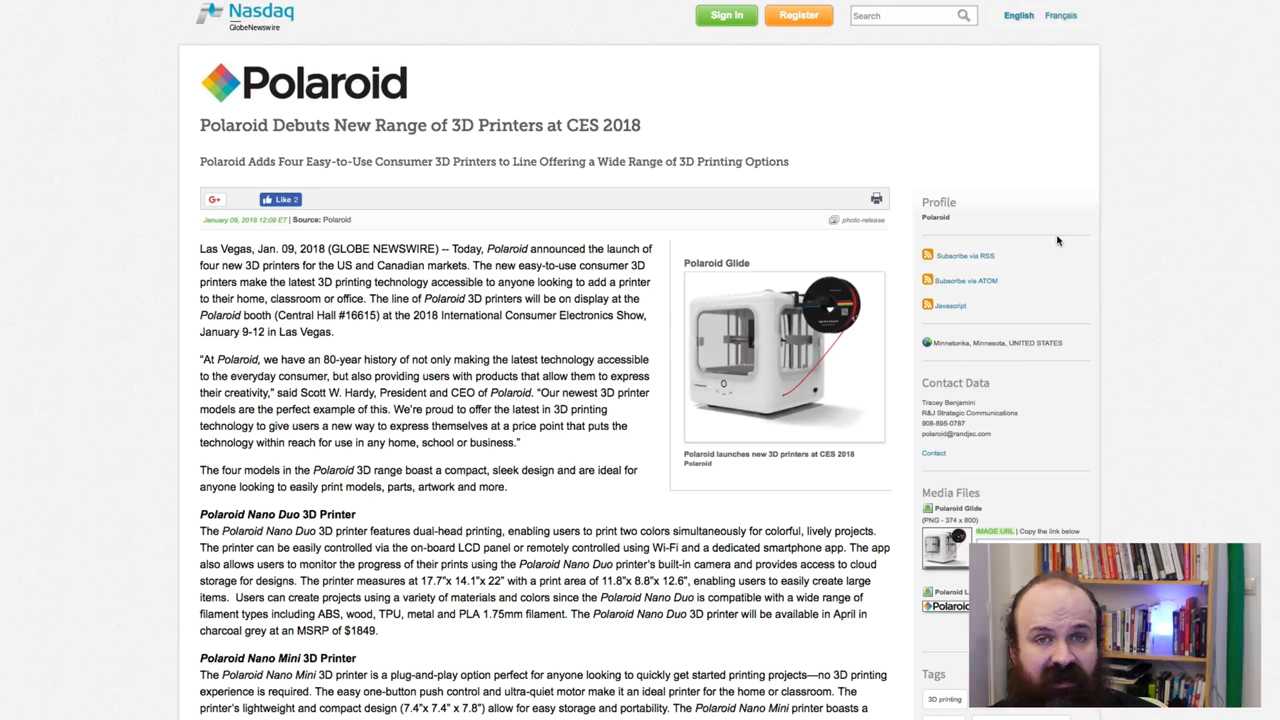 Nasdaq
GlobeNewswire
Sign In
Register
Search
English
Français
Polaroid
Polaroid Debuts New Range of 3D Printers at CES 2018
Polaroid Adds Four Easy-to-Use Consumer 3D Printers to Line Offering a Wide Range of 3D Printing Options
G+
Like 2
January 09, 2018 12:09 ET | Source: Polaroid
photo-release
Las Vegas, Jan. 09, 2018 (GLOBE NEWSWIRE) -- Today, Polaroid announced the launch of
four new 3D printers for the US and Canadian markets. The new easy-to-use consumer 3D
printers make the latest 3D printing technology accessible to anyone looking to add a printer
to their home, classroom or office. The line of Polaroid 3D printers will be on display at the
Polaroid booth (Central Hall #16615) at the 2018 International Consumer Electronics Show,
January 9-12 in Las Vegas.
“At Polaroid, we have an 80-year history of not only making the latest technology accessible
to the everyday consumer, but also providing users with products that allow them to express
their creativity,” said Scott W. Hardy, President and CEO of Polaroid. “Our newest 3D printer
models are the perfect example of this. We're proud to offer the latest in 3D printing
technology to give users a new way to express themselves at a price point that puts the
technology within reach for use in any home, school or business.”
The four models in the Polaroid 3D range boast a compact, sleek design and are ideal for
anyone looking to easily print models, parts, artwork and more.
Polaroid Glide
Polaroid launches new 3D printers at CES 2018
Polaroid
Polaroid Nano Duo 3D Printer
The Polaroid Nano Duo 3D printer features dual-head printing, enabling users to print two colors simultaneously for colorful, lively projects.
The printer can be easily controlled via the on-board LCD panel or remotely controlled using Wi-Fi and a dedicated smartphone app. The app
also allows users to monitor the progress of their prints using the Polaroid Nano Duo printer's built-in camera and provides access to cloud
storage for designs. The printer measures at 17.7”x 14.1”x 22” with a print area of 11.8”x 8.8”x 12.6”, enabling users to easily create large
items. Users can create projects using a variety of materials and colors since the Polaroid Nano Duo is compatible with a wide range of
filament types including ABS, wood, TPU, metal and PLA 1.75mm filament. The Polaroid Nano Duo 3D printer will be available in April in
charcoal grey at an MSRP of $1849.
Polaroid Nano Mini 3D Printer
The Polaroid Nano Mini 3D printer is a plug-and-play option perfect for anyone looking to quickly get started printing projects—no 3D printing
experience is required. The easy one-button push control and ultra-quiet motor make it an ideal printer for the home or classroom. The
printer's lightweight and compact design (7.4”x 7.4” x 7.8”) allow for easy storage and portability. The Polaroid Nano Mini printer boasts a
Profile
Polaroid
Subscribe via RSS
Subscribe via ATOM
Javascript
Minnetonka, Minnesota, UNITED STATES
Contact Data
Tracey Benjamini
R&J Strategic Communications
908-895-0787
polaroid@randjsc.com
Contact
Media Files
Polaroid Glide
(PNG - 374 x 800)
IMAGE URL | Copy the link below
Polaroid L
Polaroid
Tags
3D printing